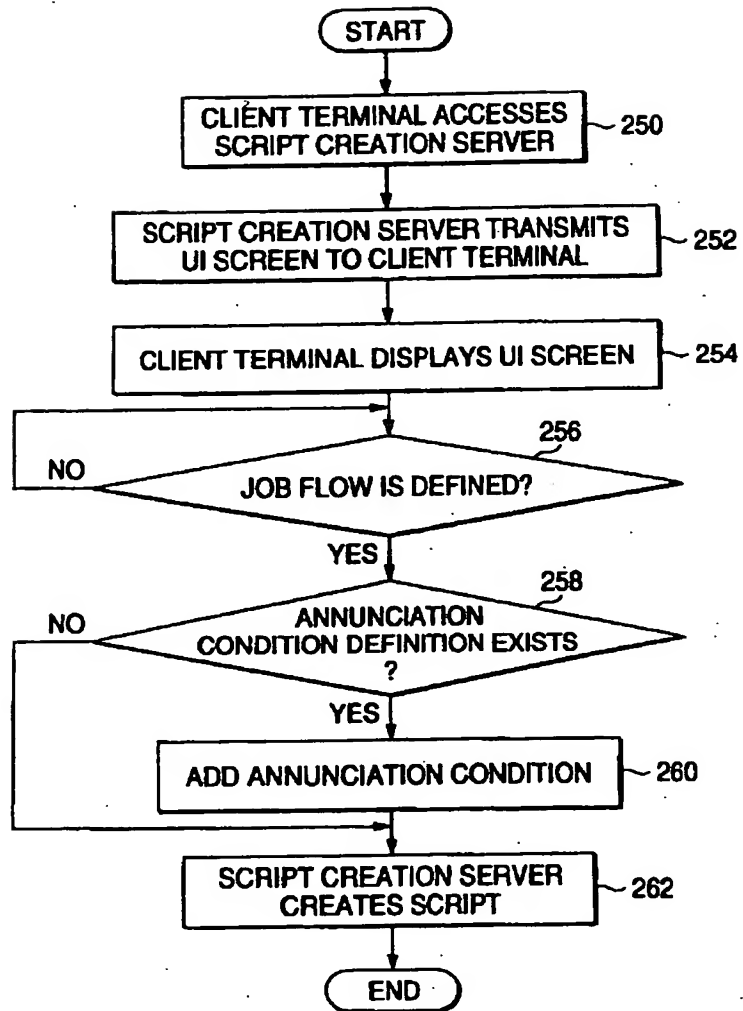 START
CLIENT TERMINAL ACCESSES
SCRIPT CREATION SERVER
250
SCRIPT CREATION SERVER TRANSMITS
UI SCREEN TO CLIENT TERMINAL
252
CLIENT TERMINAL DISPLAYS UI SCREEN
254
256
NO
JOB FLOW IS DEFINED?
YES
258
NO
ANNUNCIATION
CONDITION DEFINITION EXISTS
?
YES
ADD ANNUNCIATION CONDITION
260
SCRIPT CREATION SERVER
CREATES SCRIPT
262
END